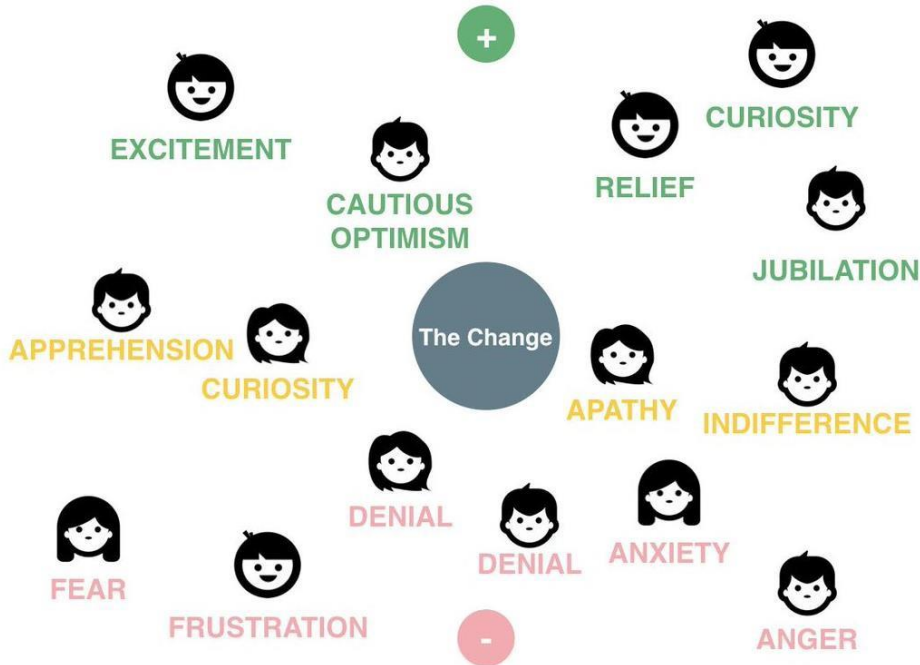 +
CURIOSITY
EXCITEMENT
RELIEF
CAUTIOUS
OPTIMISM
JUBILATION
The Change
APPREHENSION
CURIOSITY
APATHY
INDIFFERENCE
DENIAL
DENIAL
ANXIETY
FEAR
FRUSTRATION
-
ANGER